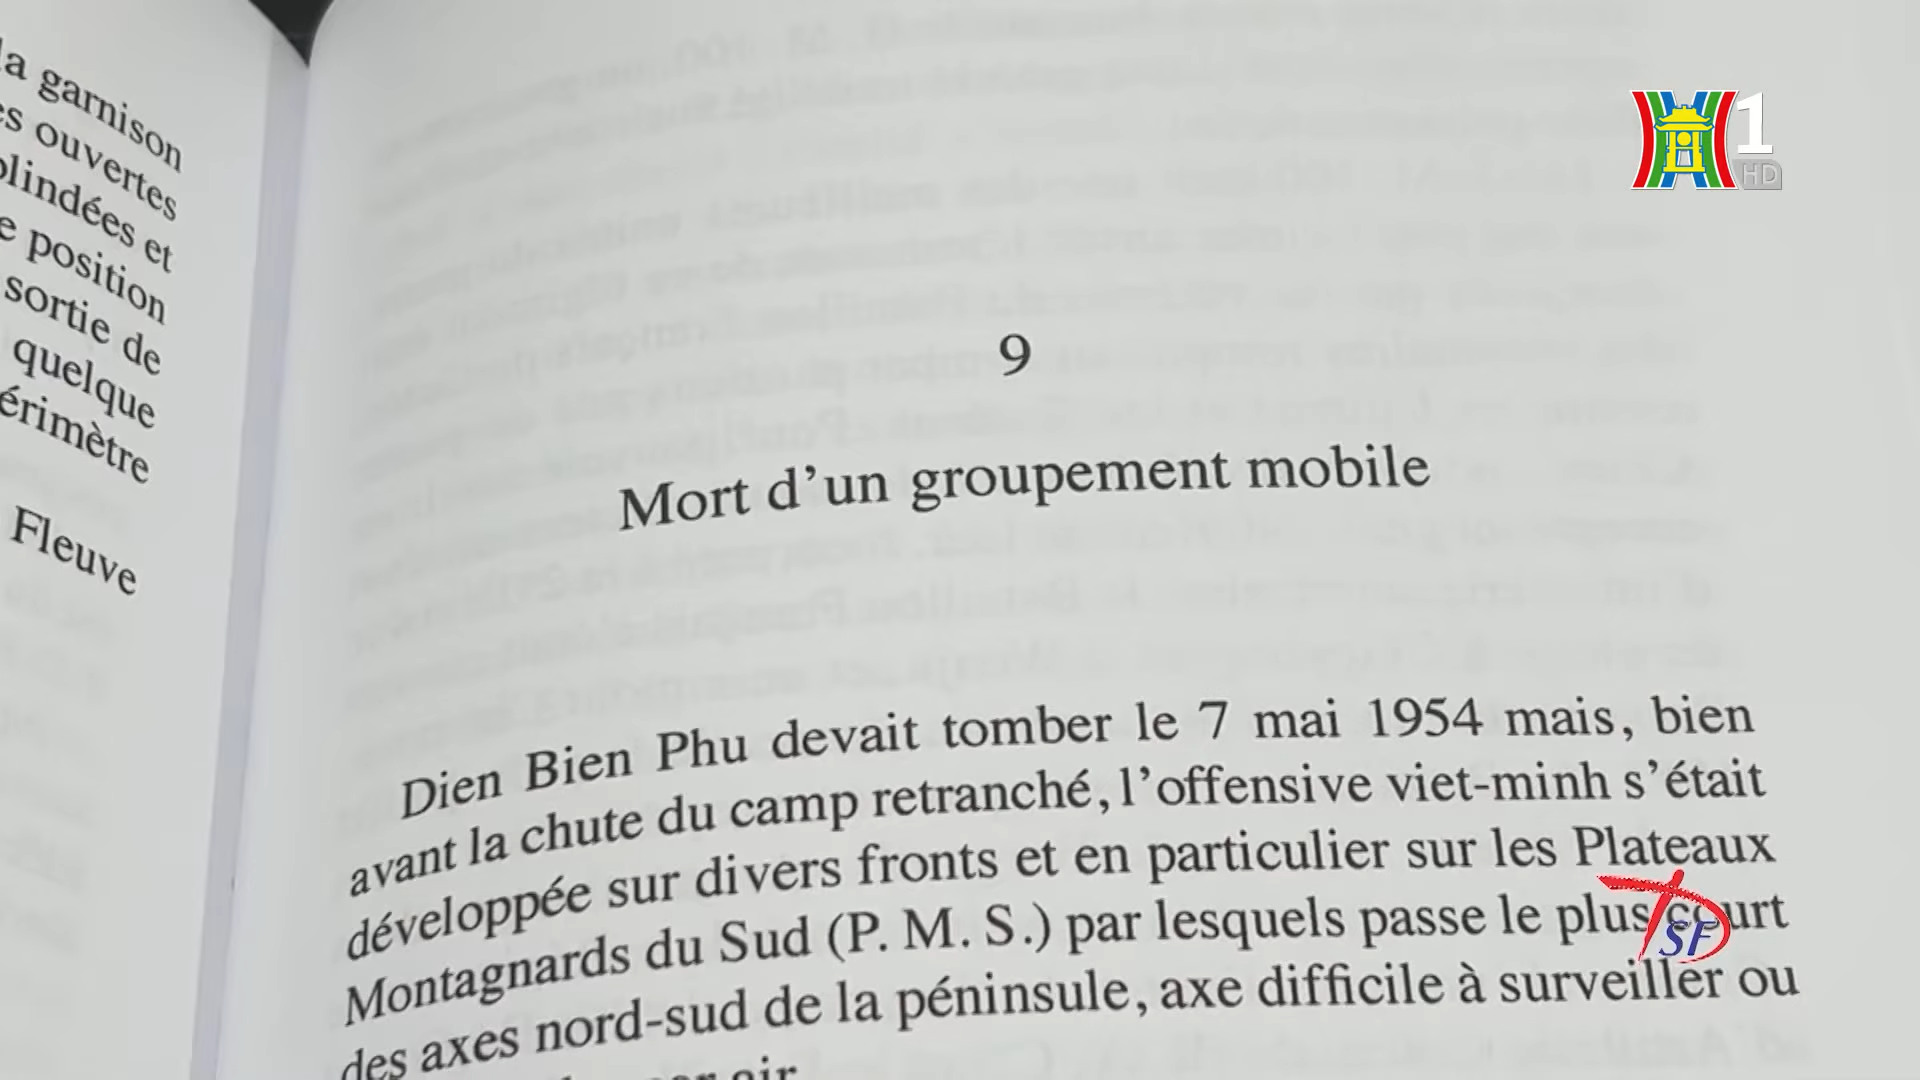 la garnison
es ouvertes
blindées et
e position
sortie de
quelque
érimètre
Fleuve
H 1
HD
9
Mort d’un groupement mobile
Dien Bien Phu devait tomber le 7 mai 1954 mais, bien
avant la chute du camp retranché, l’offensive viet-minh s’était
développée sur divers fronts et en particulier sur les Plateaux
Montagnards du Sud (P. M. S.) par lesquels passe le plus court
des axes nord-sud de la péninsule, axe difficile à surveiller ou
air
SF